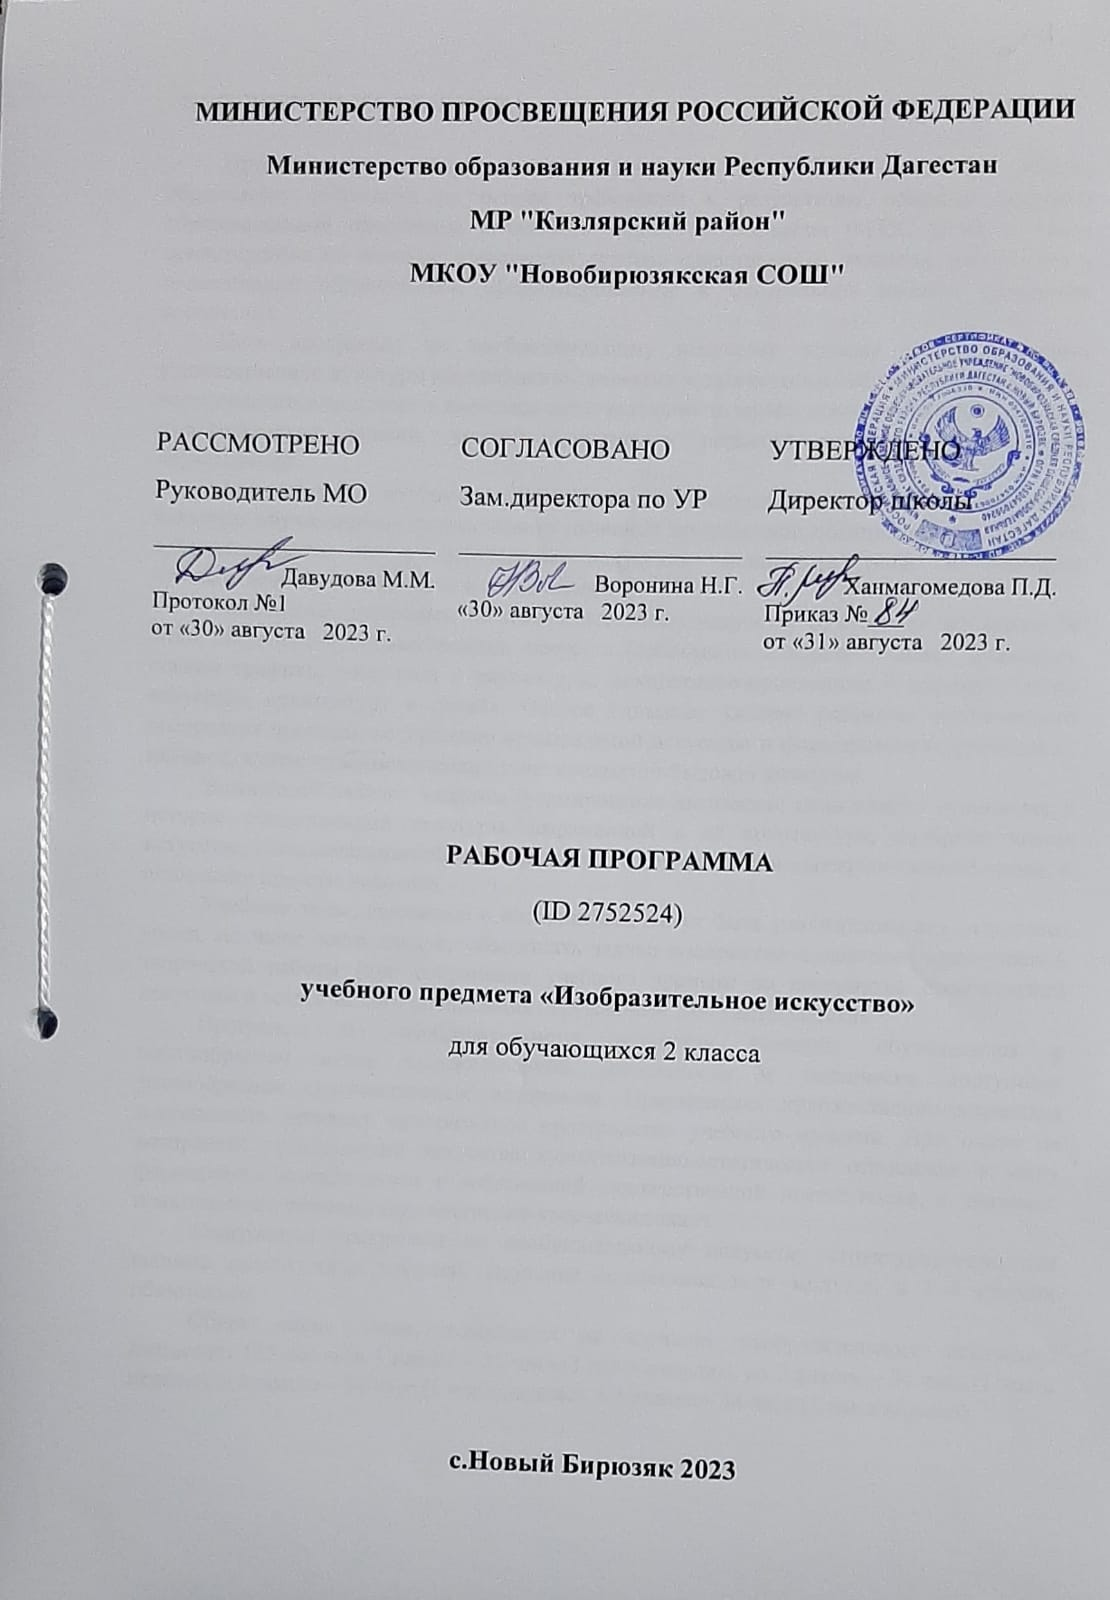 МИНИСТЕРСТВО ПРОСВЕЩЕНИЯ РОССИЙСКОЙ ФЕДЕРАЦИИ
Министерство образования и науки Республики Дагестан
МР "Кизлярский район"
МКОУ "Новобирюзякская СОШ"
РАССМОТРЕНО
Руководитель МО
Давудова М.М.
Протокол №1
от «30» августа 2023 г.
СОГЛАСОВАНО
Зам.директора по УР
Воронина Н.Г.
«30» августа 2023 г.
УТВЕРЖДЕНО
Директор школы
Ханмагомедова П.Д.
Приказ № 84
от «31» августа 2023 г.
РАБОЧАЯ ПРОГРАММА
(ID 2752524)
учебного предмета «Изобразительное искусство»
для обучающихся 2 класса
с.Новый Бирюзяк 2023